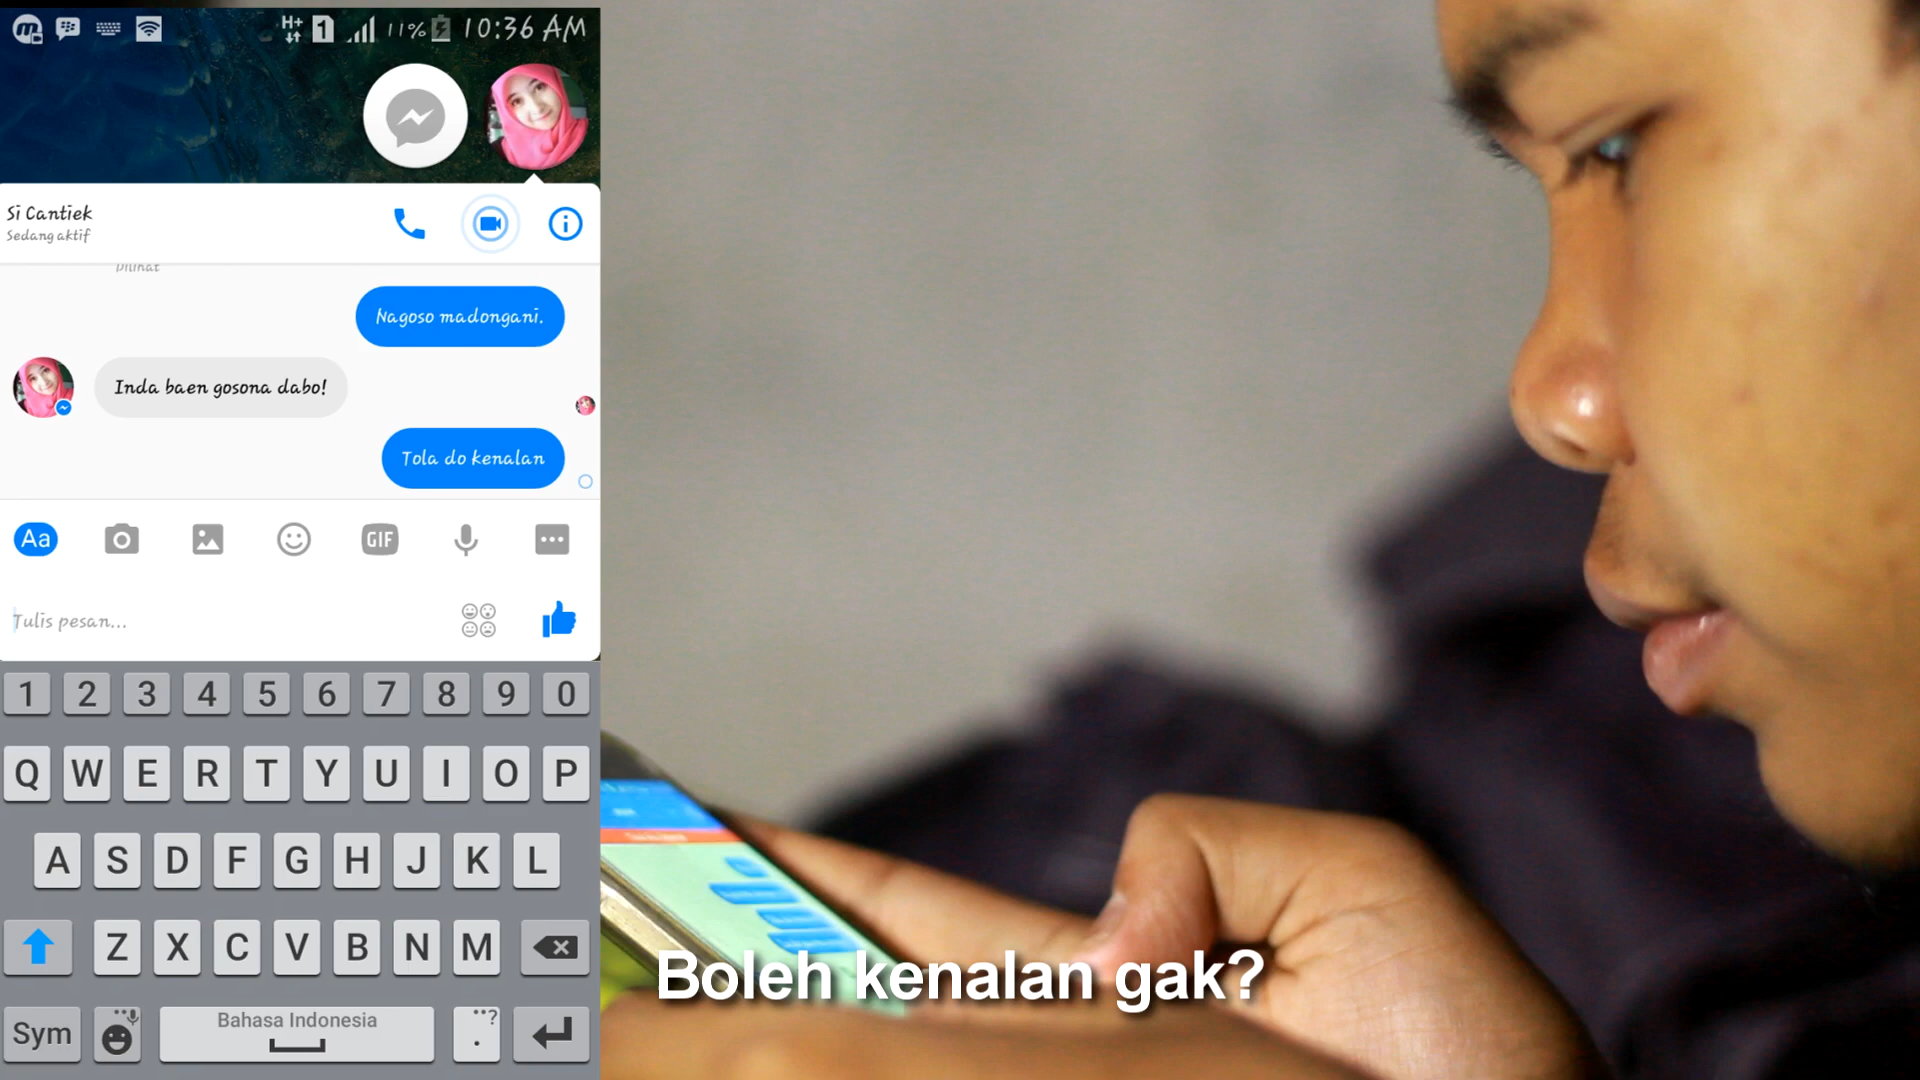 H+ 1 11% 10:36 AM
Si Cantiek
Sedang aktif
Dilihat
Nagoso madongani.
Inda baen gosona dabo!
Tola do kenalan
Aa GIF
Tulis pesan...
1 2 3 4 5 6 7 8 9 0
Q W E R T Y U I O P
A S D F G H J K L
Z X C V B N M
Sym Bahasa Indonesia . ?
Boleh kenalan gak?